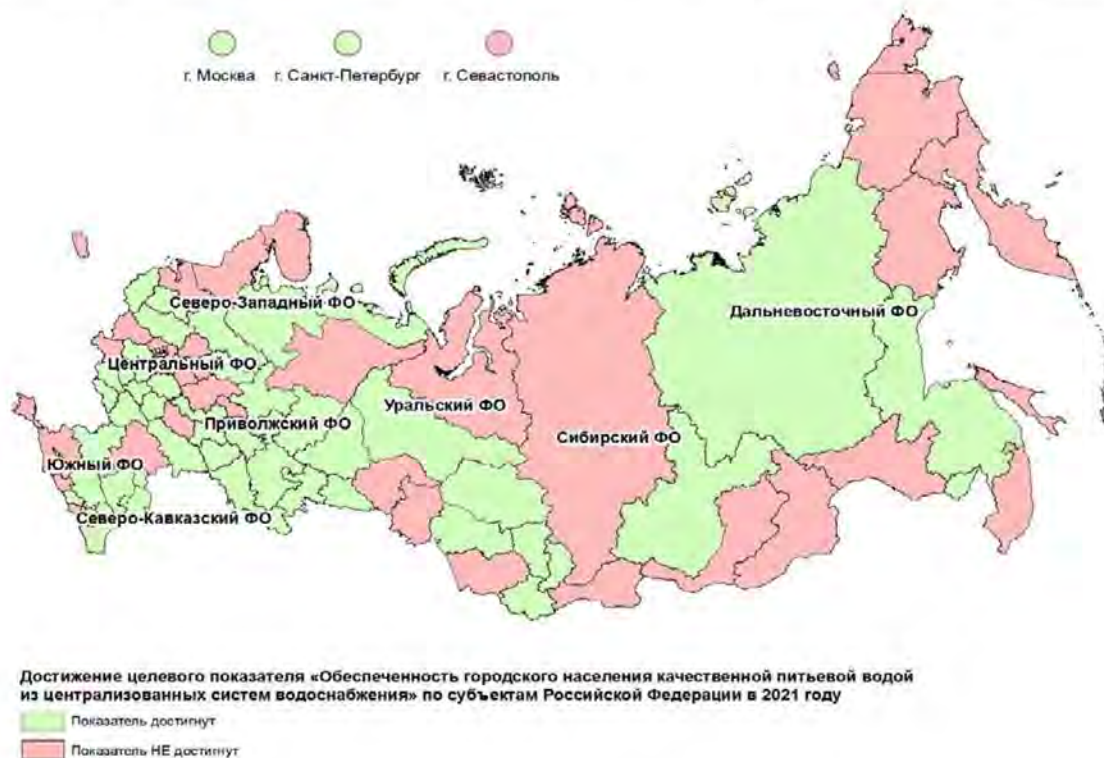 г. Москва г. Санкт-Петербург г. Севастополь
Северо-Западный ФО
Дальневосточный ФО
Центральный ФО
Уральский ФО
Приволжский ФО
Сибирский ФО
Южный ФО
Северо-Кавказский ФО
Достижение целевого показателя «Обеспеченность городского населения качественной питьевой водой
из централизованных систем водоснабжения» по субъектам Российской Федерации в 2021 году
Показатель достигнут
Показатель НЕ достигнут